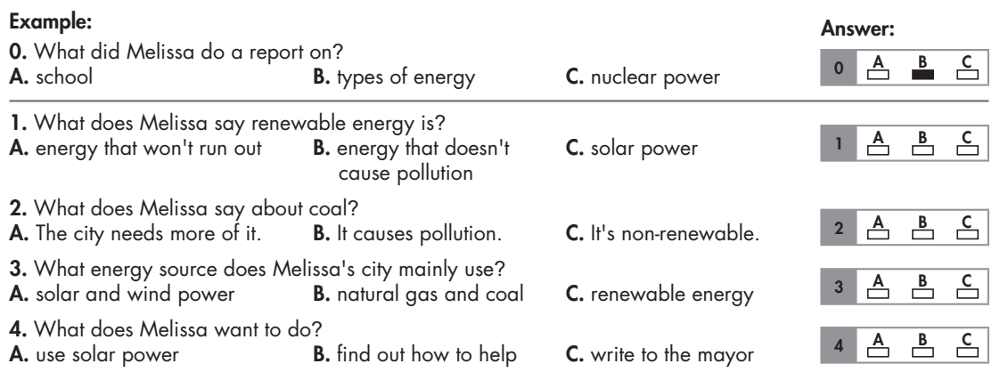 Example:
Answer:
0. What did Melissa do a report on?
A. school B. types of energy C. nuclear power
0 A B C
1. What does Melissa say renewable energy is?
A. energy that won't run out B. energy that doesn't C. solar power
cause pollution
1 A B C
2. What does Melissa say about coal?
A. The city needs more of it. B. It causes pollution. C. It's non-renewable.
2 A B C
3. What energy source does Melissa's city mainly use?
A. solar and wind power B. natural gas and coal C. renewable energy
3 A B C
4. What does Melissa want to do?
A. use solar power B. find out how to help C. write to the mayor
4 A B C